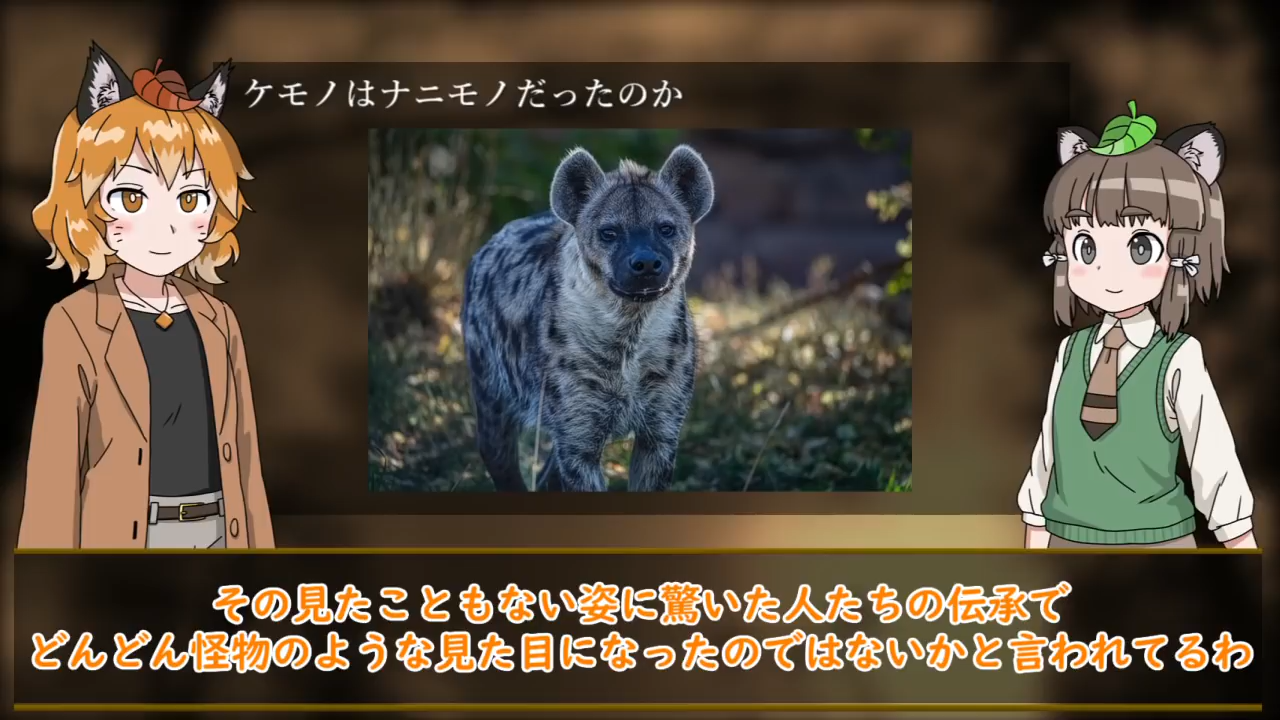 ケモノはナニモノだったのか
その見たこともない姿に驚いた人たちの伝承で
どんどん怪物のような見た目になったのではないかと言われてるわ